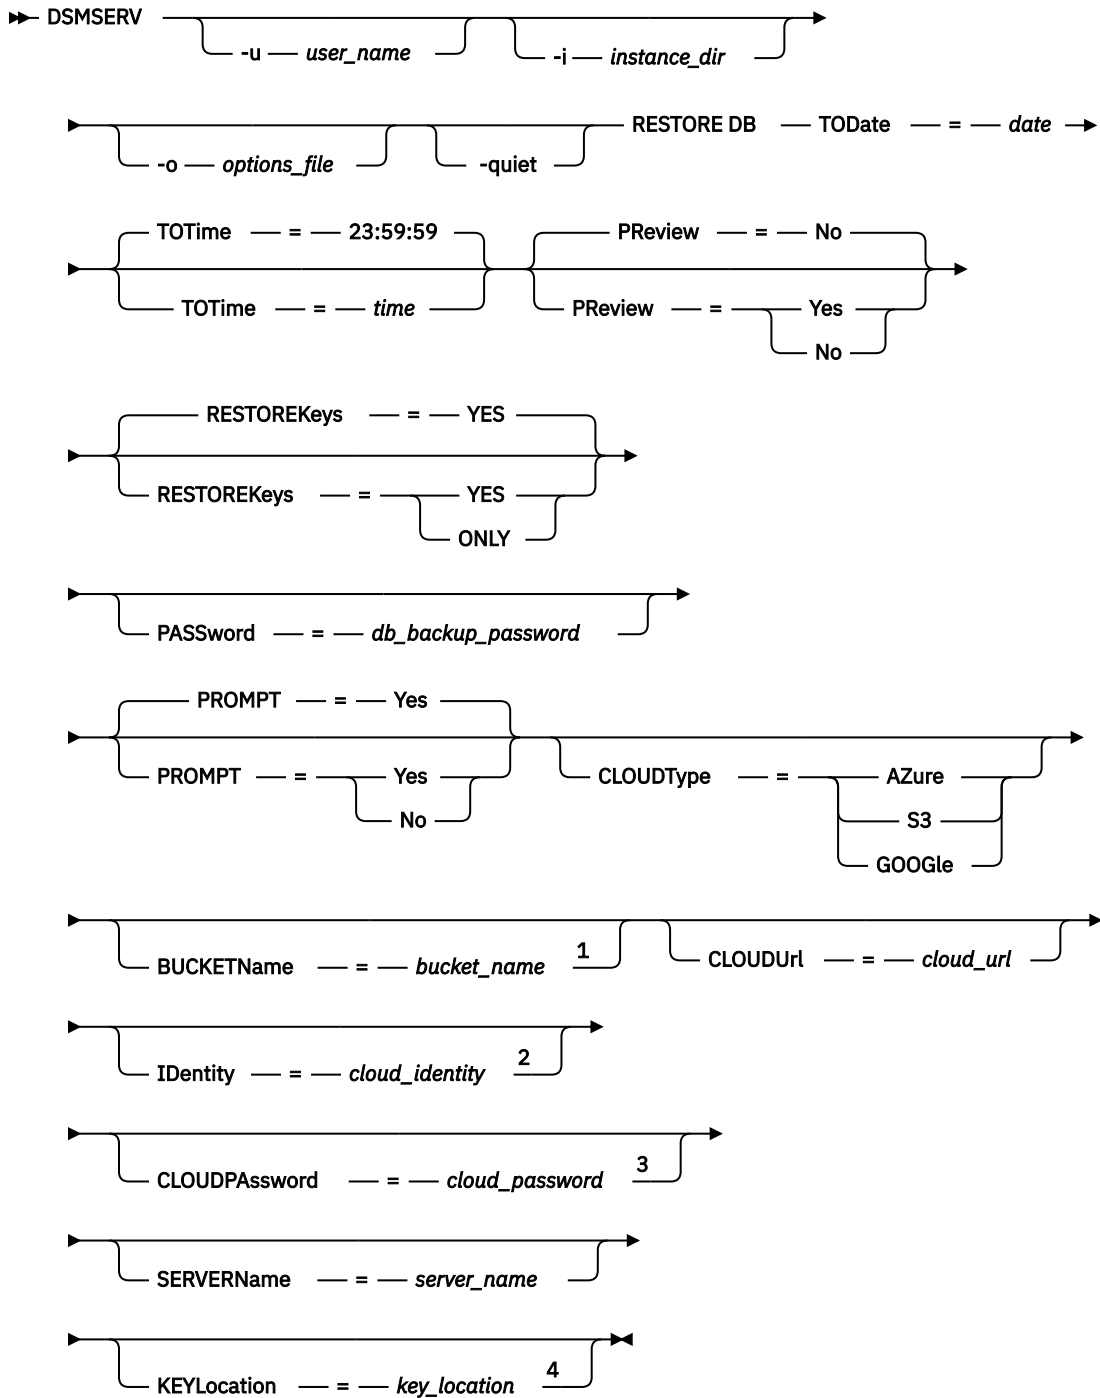 DSMSERV
-u user_name -i instance_dir
RESTORE DB TODate = date
-o options_file -quiet
TOTime = 23:59:59 PReview = No
TOTime = time PReview = Yes
No
RESTOREKeys = YES
RESTOREKeys = YES
ONLY
PASSword = db_backup_password
PROMPT = Yes
PROMPT = Yes CLOUDType = AZure
No S3
GOOGle
BUCKETName = bucket_name 1 CLOUDUrl = cloud_url
IDentity = cloud_identity 2
CLOUDPAssword = cloud_password 3
SERVERName = server_name
KEYLocation = key_location 4